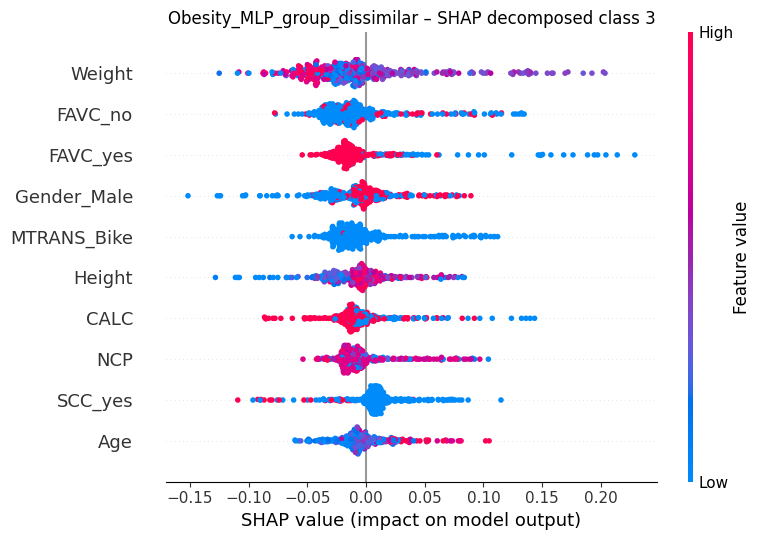 Obesity_MLP_group_dissimilar – SHAP decomposed class 3
High
Weight
FAVC_no
FAVC_yes
Gender_Male
MTRANS_Bike
Height
CALC
NCP
SCC_yes
Age
Feature value
Low
−0.15 −0.10 −0.05 0.00 0.05 0.10 0.15 0.20
SHAP value (impact on model output)